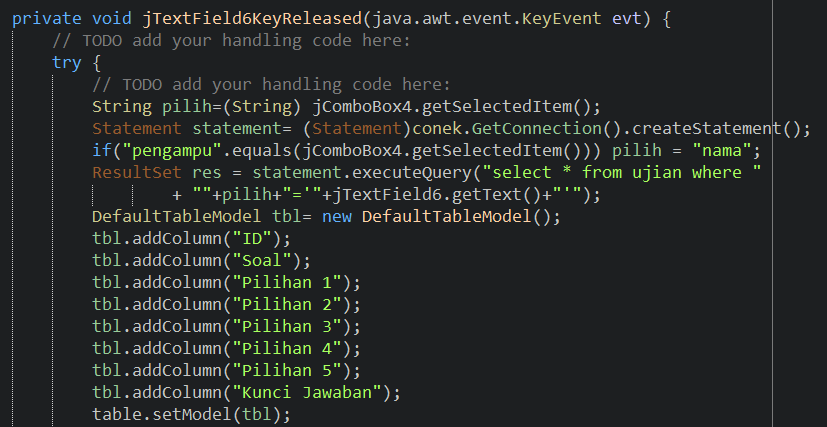 private void jTextField6KeyReleased(java.awt.event.KeyEvent evt) {
// TODO add your handling code here:
try {
// TODO add your handling code here:
String pilih=(String) jComboBox4.getSelectedItem();
Statement statement= (Statement)conek.GetConnection().createStatement();
if("pengampu".equals(jComboBox4.getSelectedItem())) pilih = "nama";
ResultSet res = statement.executeQuery("select * from ujian where "
+ ""+pilih+"='"+jTextField6.getText()+"'");
DefaultTableModel tbl= new DefaultTableModel();
tbl.addColumn("ID");
tbl.addColumn("Soal");
tbl.addColumn("Pilihan 1");
tbl.addColumn("Pilihan 2");
tbl.addColumn("Pilihan 3");
tbl.addColumn("Pilihan 4");
tbl.addColumn("Pilihan 5");
tbl.addColumn("Kunci Jawaban");
table.setModel(tbl);